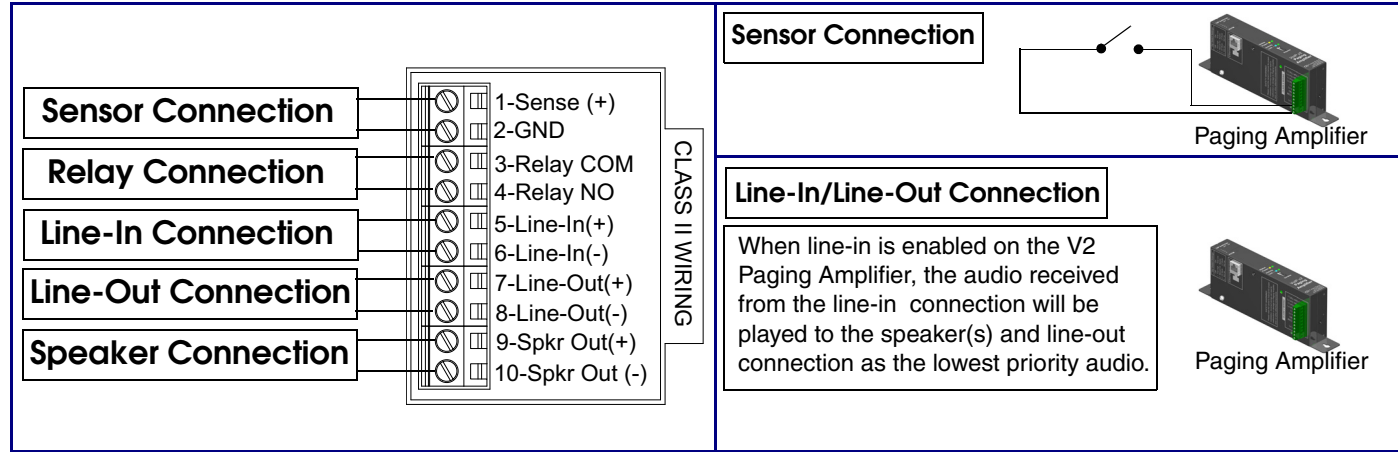 Sensor Connection
Relay Connection
Line-In Connection
Line-Out Connection
Speaker Connection
1-Sense (+)
2-GND
3-Relay COM
4-Relay NO
5-Line-In(+)
6-Line-In(-)
7-Line-Out(+)
8-Line-Out(-)
9-Spkr Out(+)
10-Spkr Out (-)
CLASS II WIRING
Sensor Connection
Paging Amplifier
Line-In/Line-Out Connection
When line-in is enabled on the V2
Paging Amplifier, the audio received
from the line-in connection will be
played to the speaker(s) and line-out
connection as the lowest priority audio.
Paging Amplifier